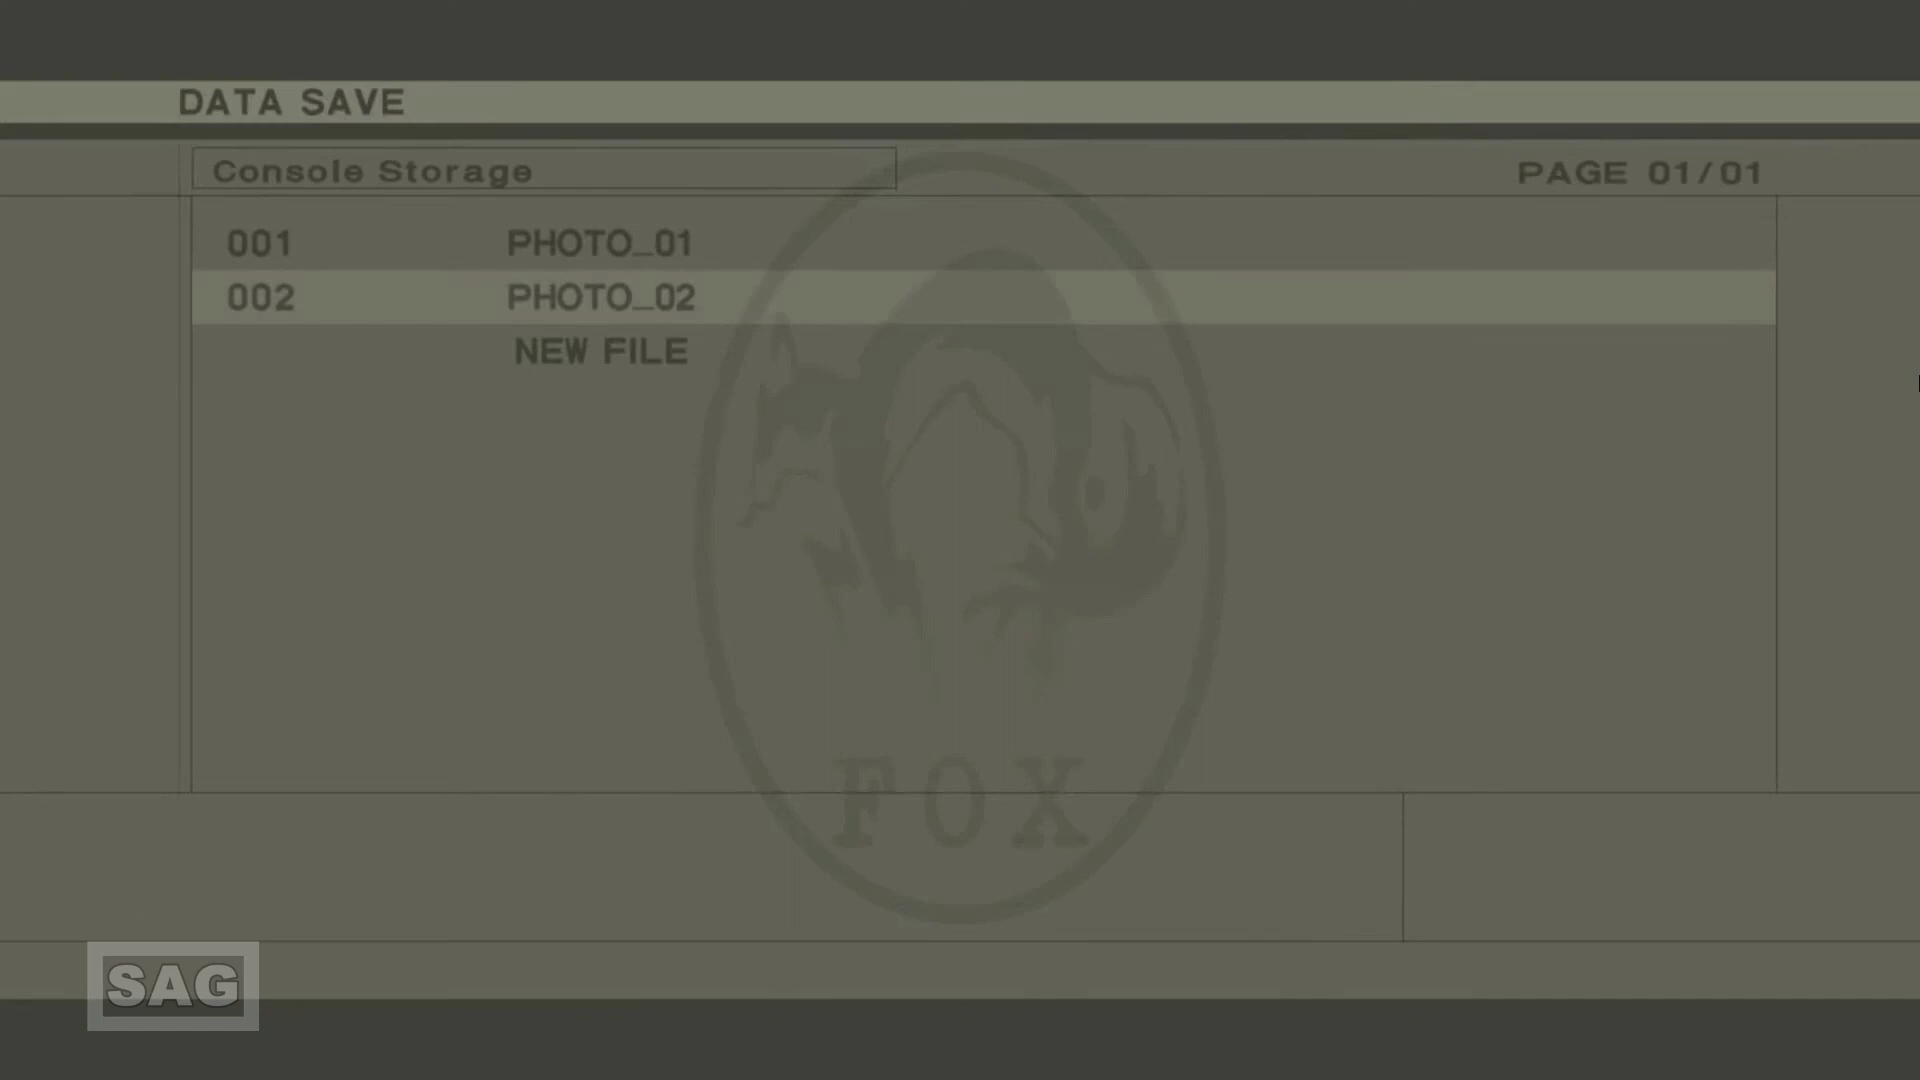 DATA SAVE
Console Storage
PAGE 01/01
001 PHOTO_01
002 PHOTO_02
NEW FILE
FOX
SAG